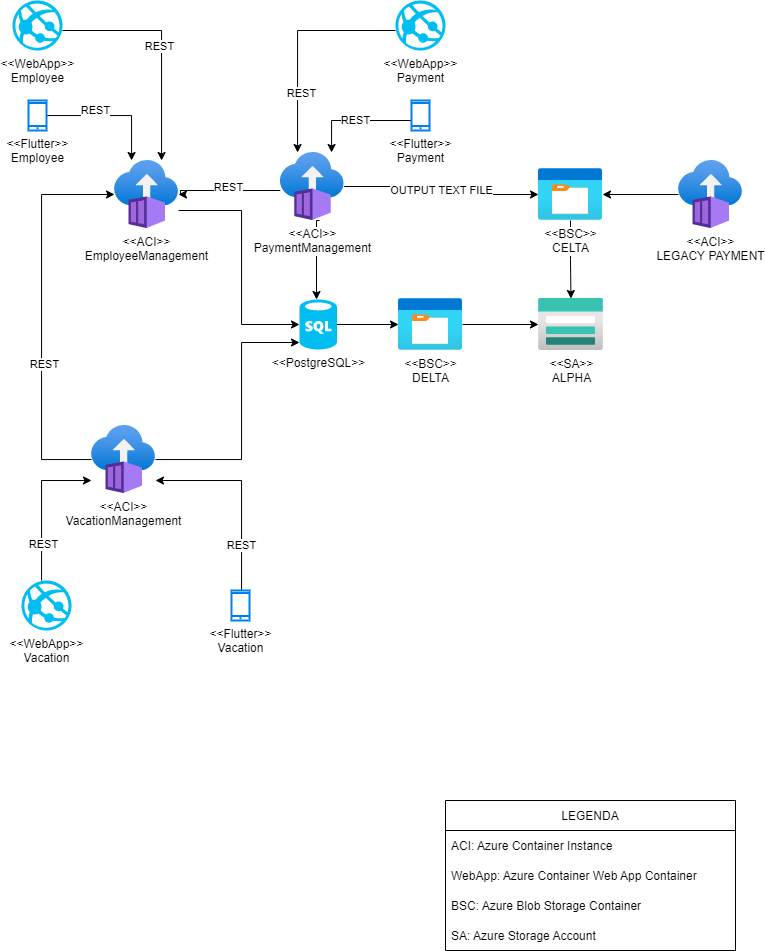 <<WebApp>>
Employee
REST
<<Flutter>>
Employee
REST
<<WebApp>>
Payment
REST
<<Flutter>>
Payment
REST
<<ACI>>
EmployeeManagement
REST
<<ACI>>
PaymentManagement
OUTPUT TEXT FILE
<<BSC>>
CELTA
<<ACI>>
LEGACY PAYMENT
SQL
<<PostgreSQL>>
<<BSC>>
DELTA
<<SA>>
ALPHA
REST
<<ACI>>
VacationManagement
REST
REST
<<WebApp>>
Vacation
<<Flutter>>
Vacation
LEGENDA
ACI: Azure Container Instance
WebApp: Azure Container Web App Container
BSC: Azure Blob Storage Container
SA: Azure Storage Account